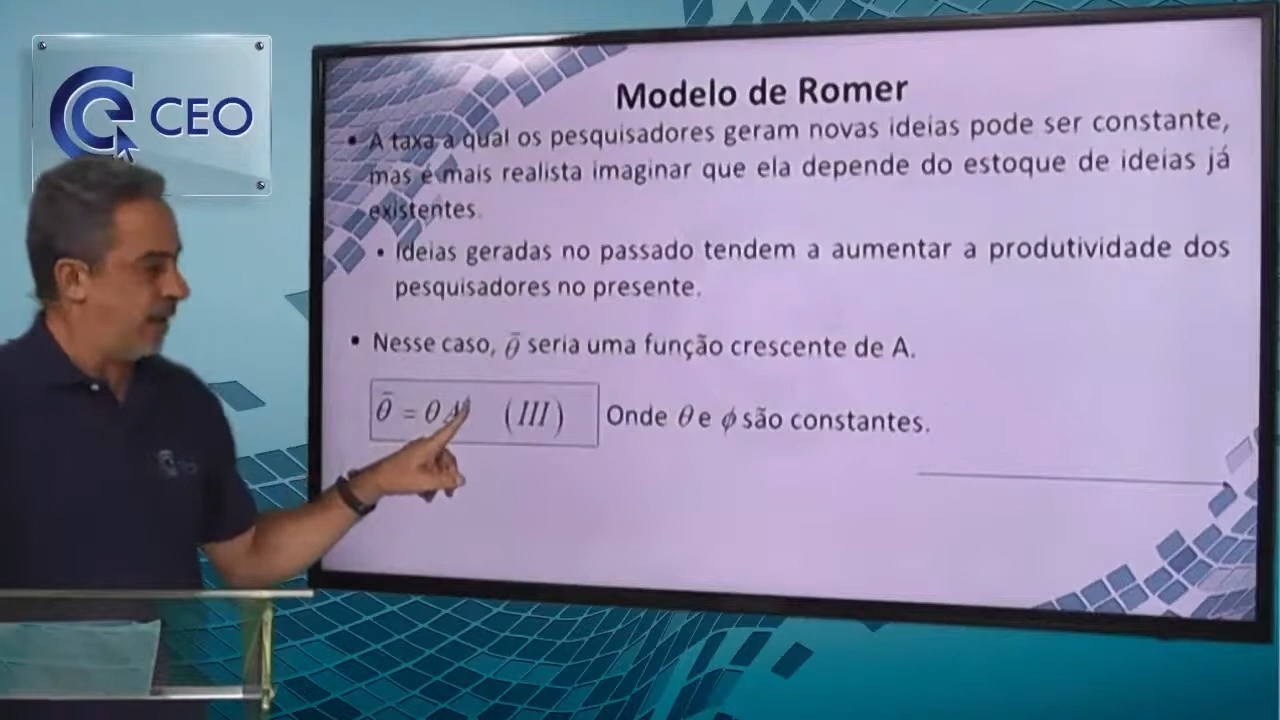 CEO
Modelo de Romer
• A taxa a qual os pesquisadores geram novas ideias pode ser constante,
mas é mais realista imaginar que ela depende do estoque de ideias já
existentes.
• Ideias geradas no passado tendem a aumentar a produtividade dos
pesquisadores no presente.
▪ Nesse caso, θ̄ seria uma função crescente de A.
θ̄ = θ (III) Onde θ e ϕ são constantes.